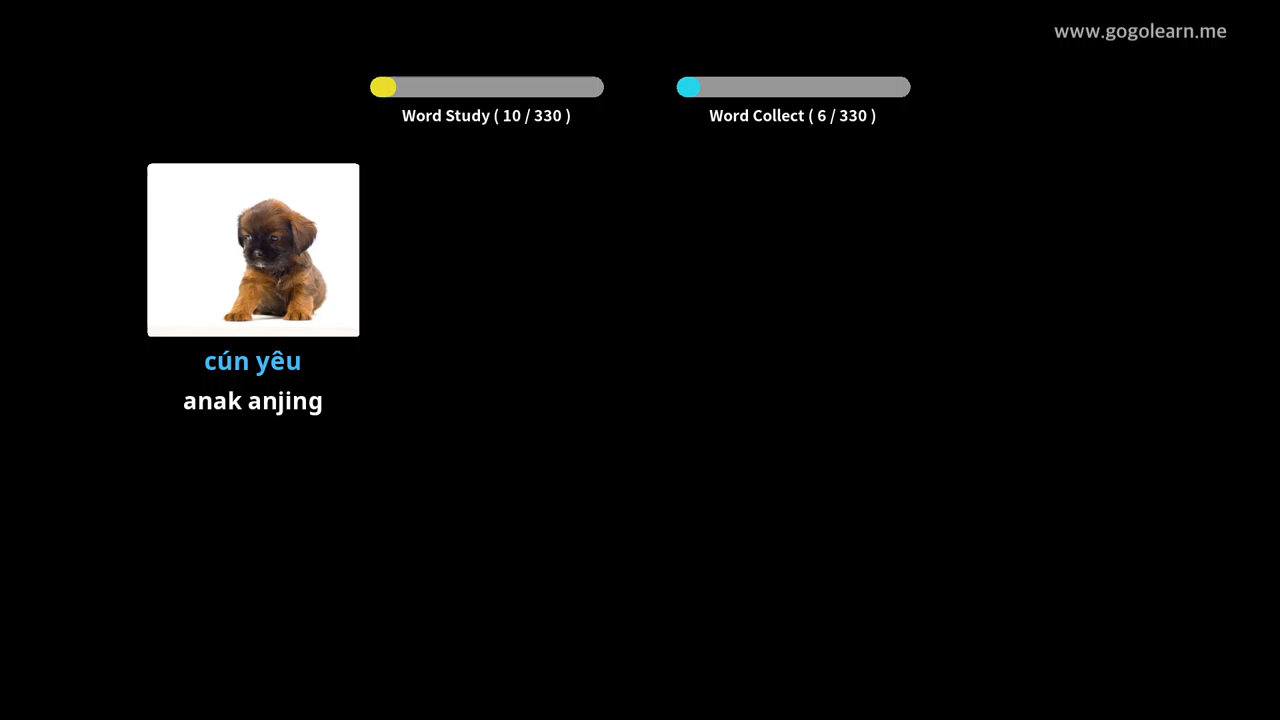 www.gogolearn.me
Word Study ( 10 / 330 )
Word Collect ( 6 / 330 )
cún yêu
anak anjing